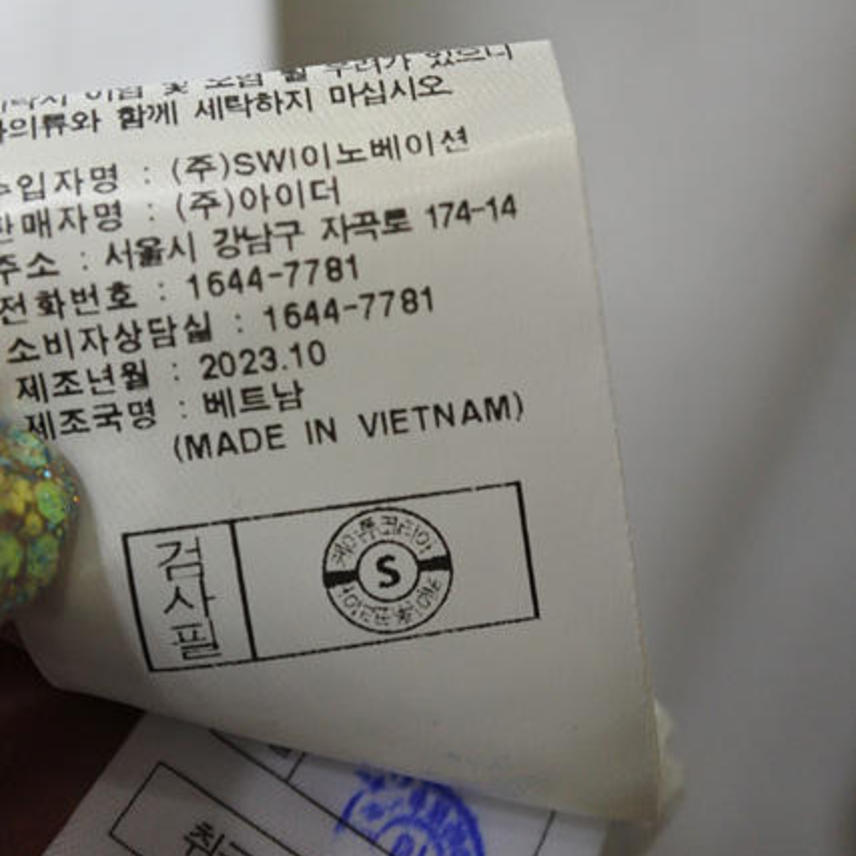 함께 세탁하지 마십시오
수입자명 : (주)SWI이노베이션
판매자명 : (주)아이더
주소 : 서울시 강남구 자곡로 174-14
전화번호 : 1644-7781
소비자상담실 : 1644-7781
제조년월 : 2023.10
제조국명 : 베트남
(MADE IN VIETNAM)
검사필
S